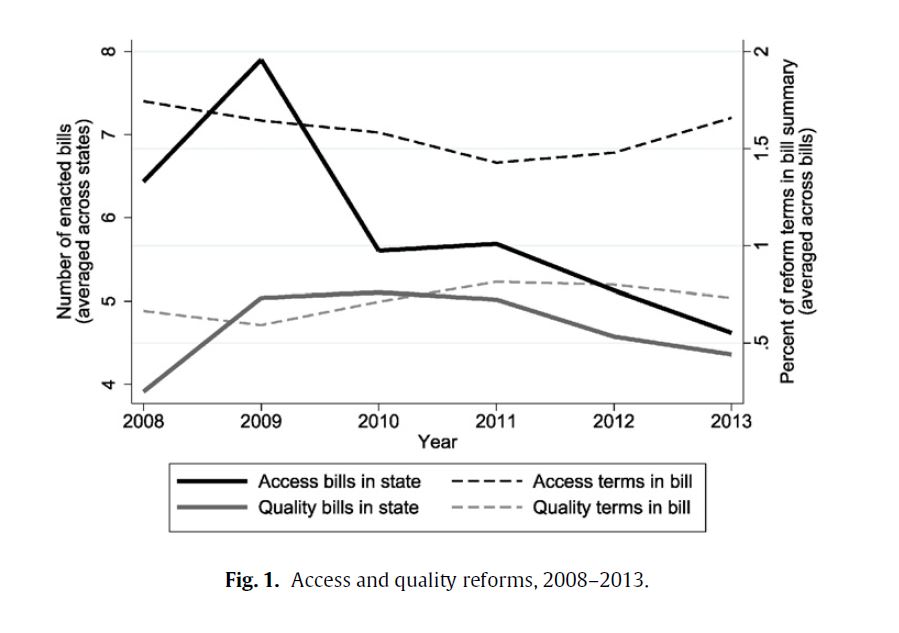 8
7
6
5
4
Number of enacted bills
(averaged across states)
2
1.5
1
.5
Percent of reform terms in bill summary
(averaged across bills)
2008 2009 2010 2011 2012 2013
Year
Access bills in state Access terms in bill
Quality bills in state Quality terms in bill
Fig. 1. Access and quality reforms, 2008–2013.